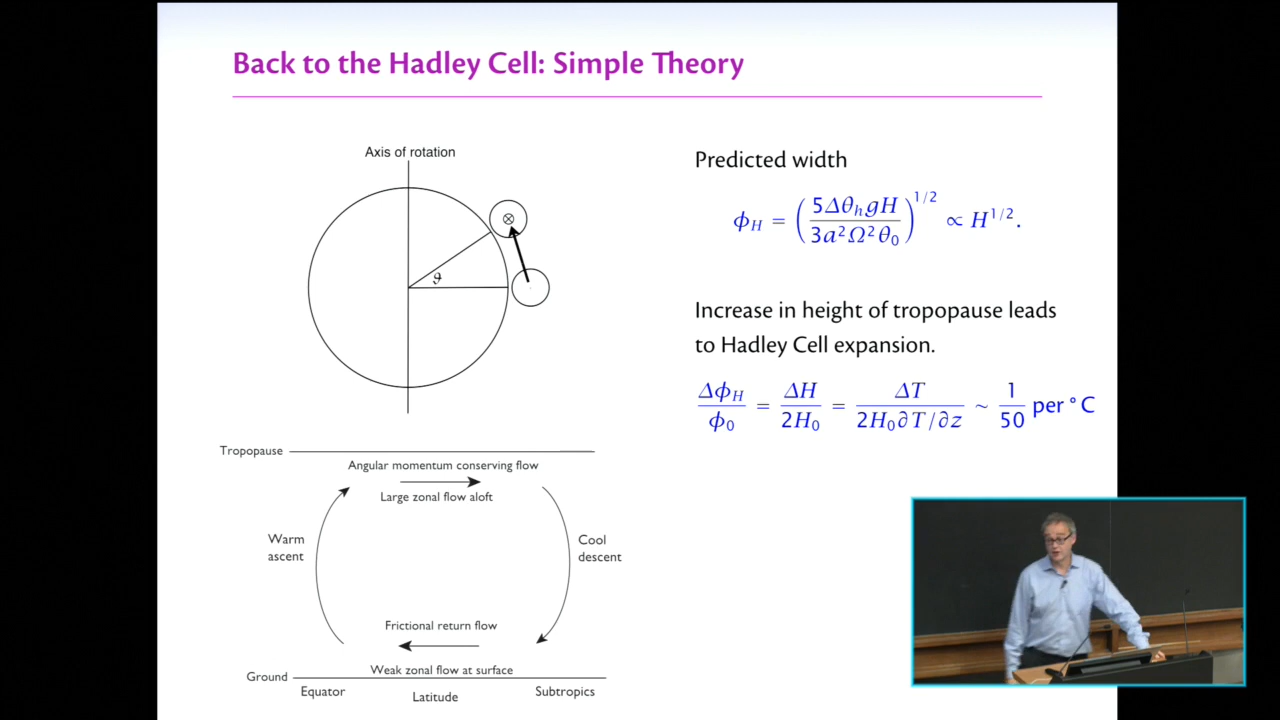 Back to the Hadley Cell: Simple Theory
Axis of rotation
ϑ
Tropopause
Angular momentum conserving flow
Large zonal flow aloft
Warm
ascent
Cool
descent
Frictional return flow
Weak zonal flow at surface
Ground
Equator
Latitude
Subtropics
Predicted width
ϕ_H = (5Δθ_h gH / 3a²Ω²θ_0)^{1/2} ∝ H^{1/2}.
Increase in height of tropopause leads
to Hadley Cell expansion.
Δϕ_H / ϕ_0 = ΔH / 2H_0 = ΔT / 2H_0∂T/∂z ~ 1/50 per °C